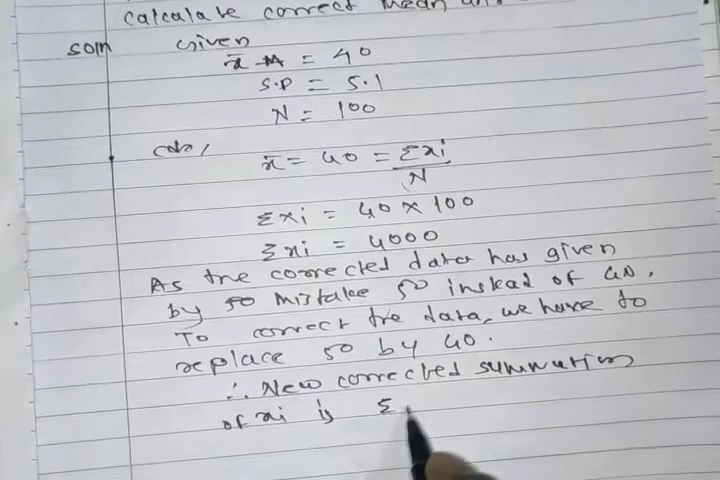 calculate correct mean and
soln Given
x̄ = 40
S.D = 5.1
N = 100
x̄ = 40 = Σxi / N
Σxi = 40 × 100
Σxi = 4000
As the corrected data has given
by mistake 50 instead of 40.
To correct the data, we have to
replace 50 by 40.
∴ New corrected summation
of xi is Σ